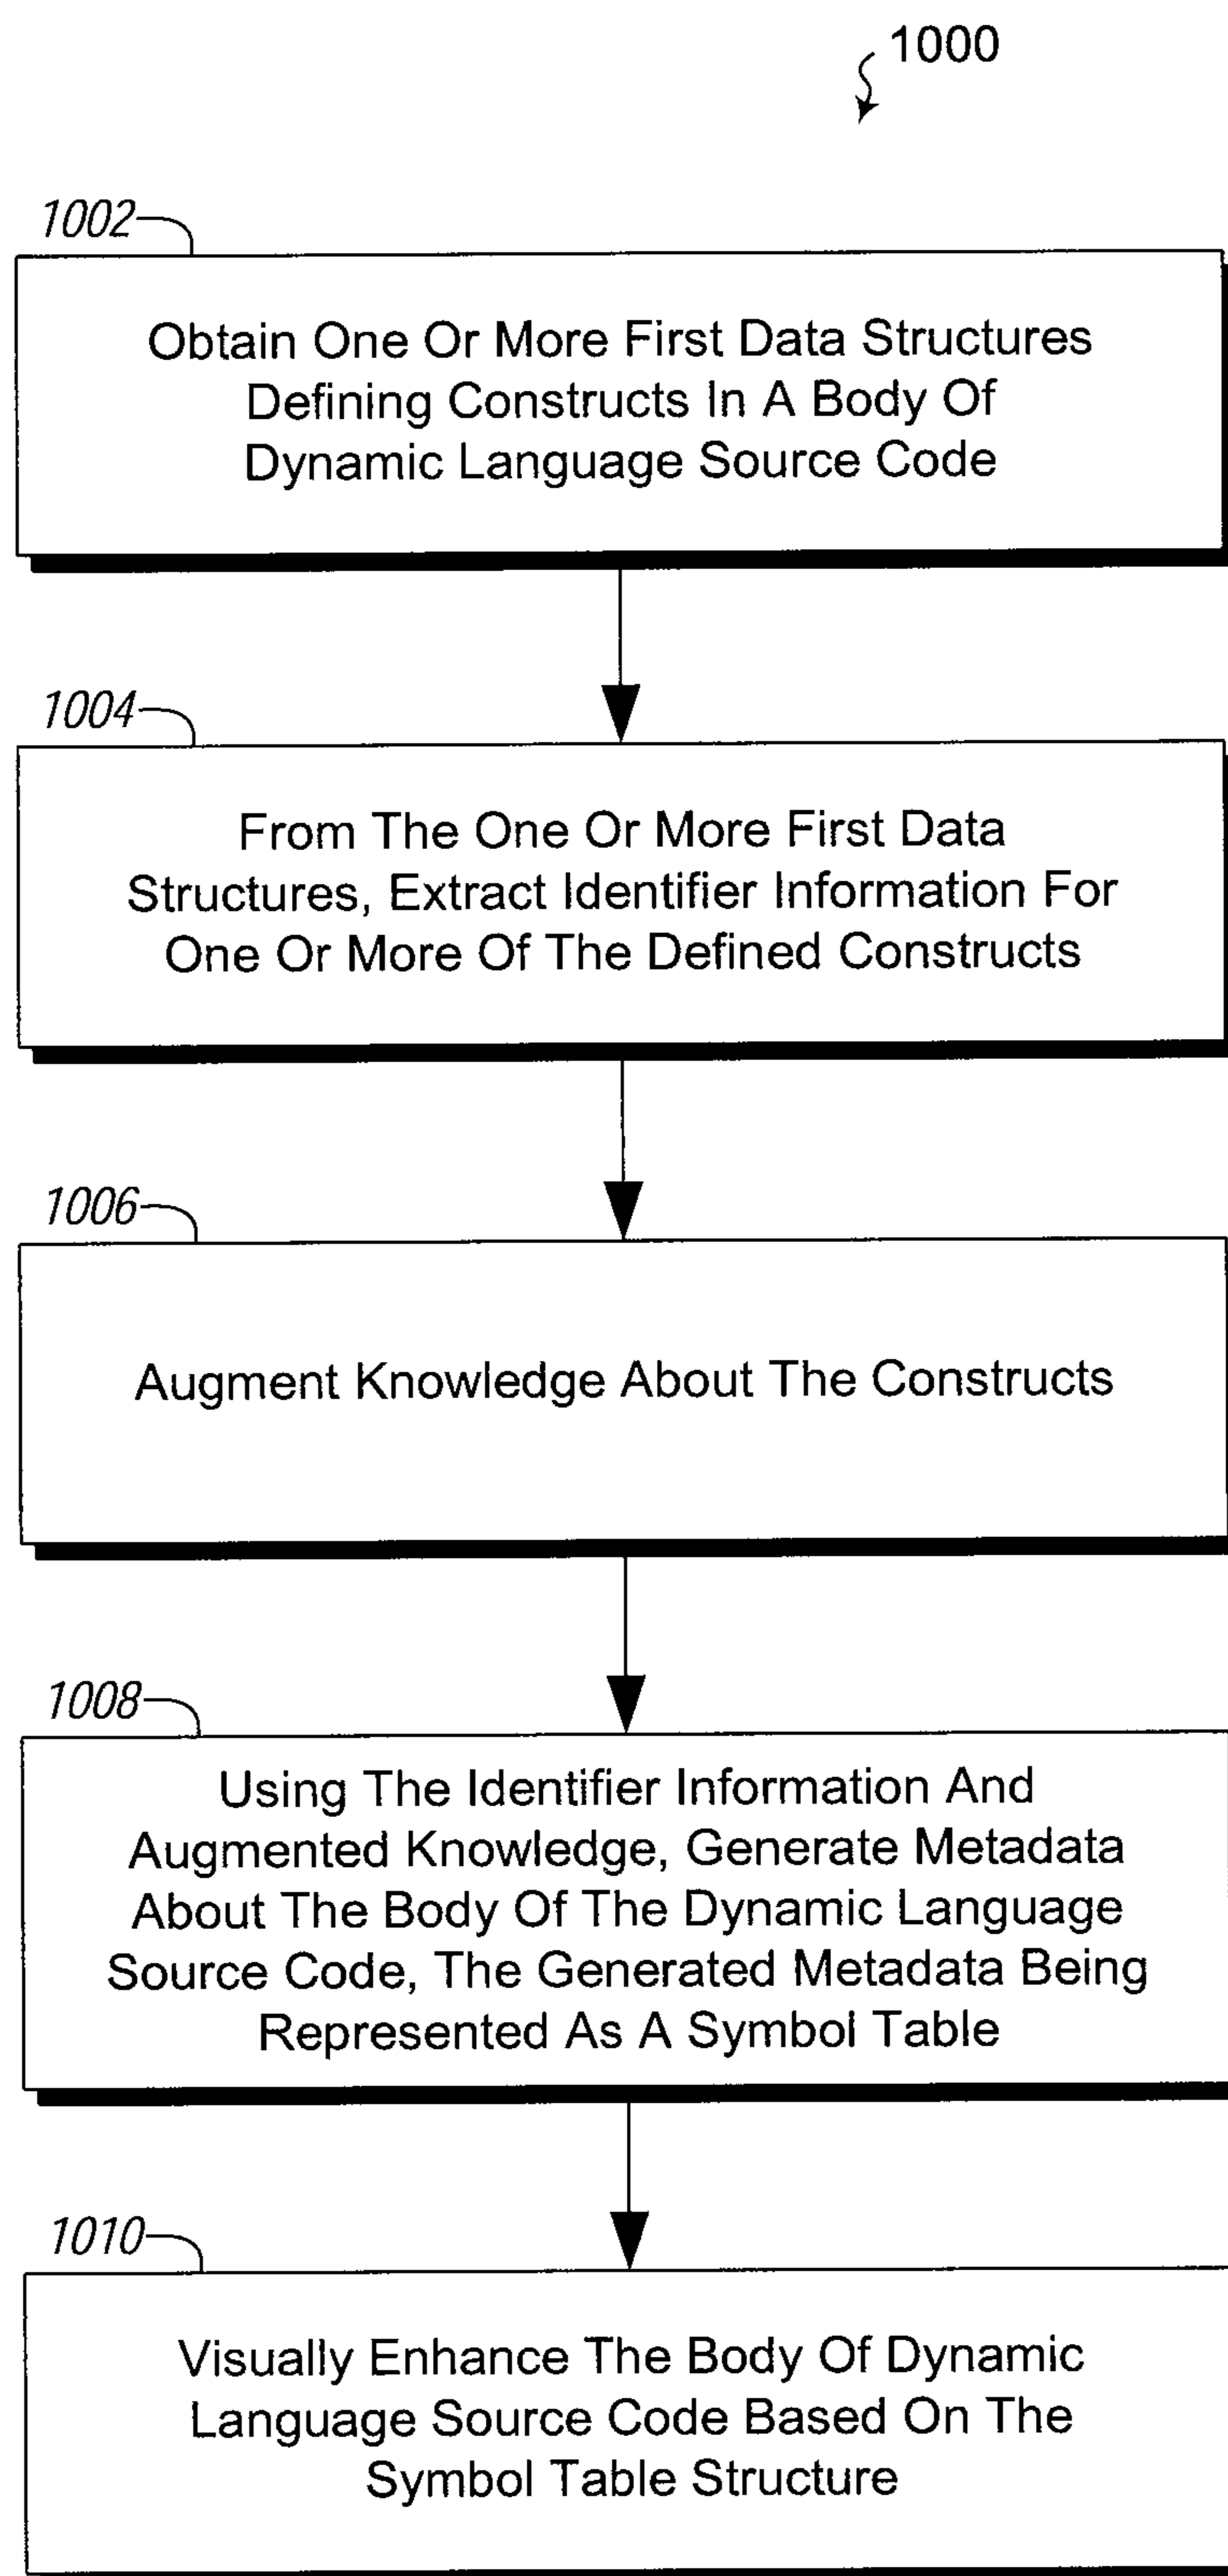 1000
1002
Obtain One Or More First Data Structures
Defining Constructs In A Body Of
Dynamic Language Source Code
1004
From The One Or More First Data
Structures, Extract Identifier Information For
One Or More Of The Defined Constructs
1006
Augment Knowledge About The Constructs
1008
Using The Identifier Information And
Augmented Knowledge, Generate Metadata
About The Body Of The Dynamic Language
Source Code, The Generated Metadata Being
Represented As A Symbol Table
1010
Visually Enhance The Body Of Dynamic
Language Source Code Based On The
Symbol Table Structure